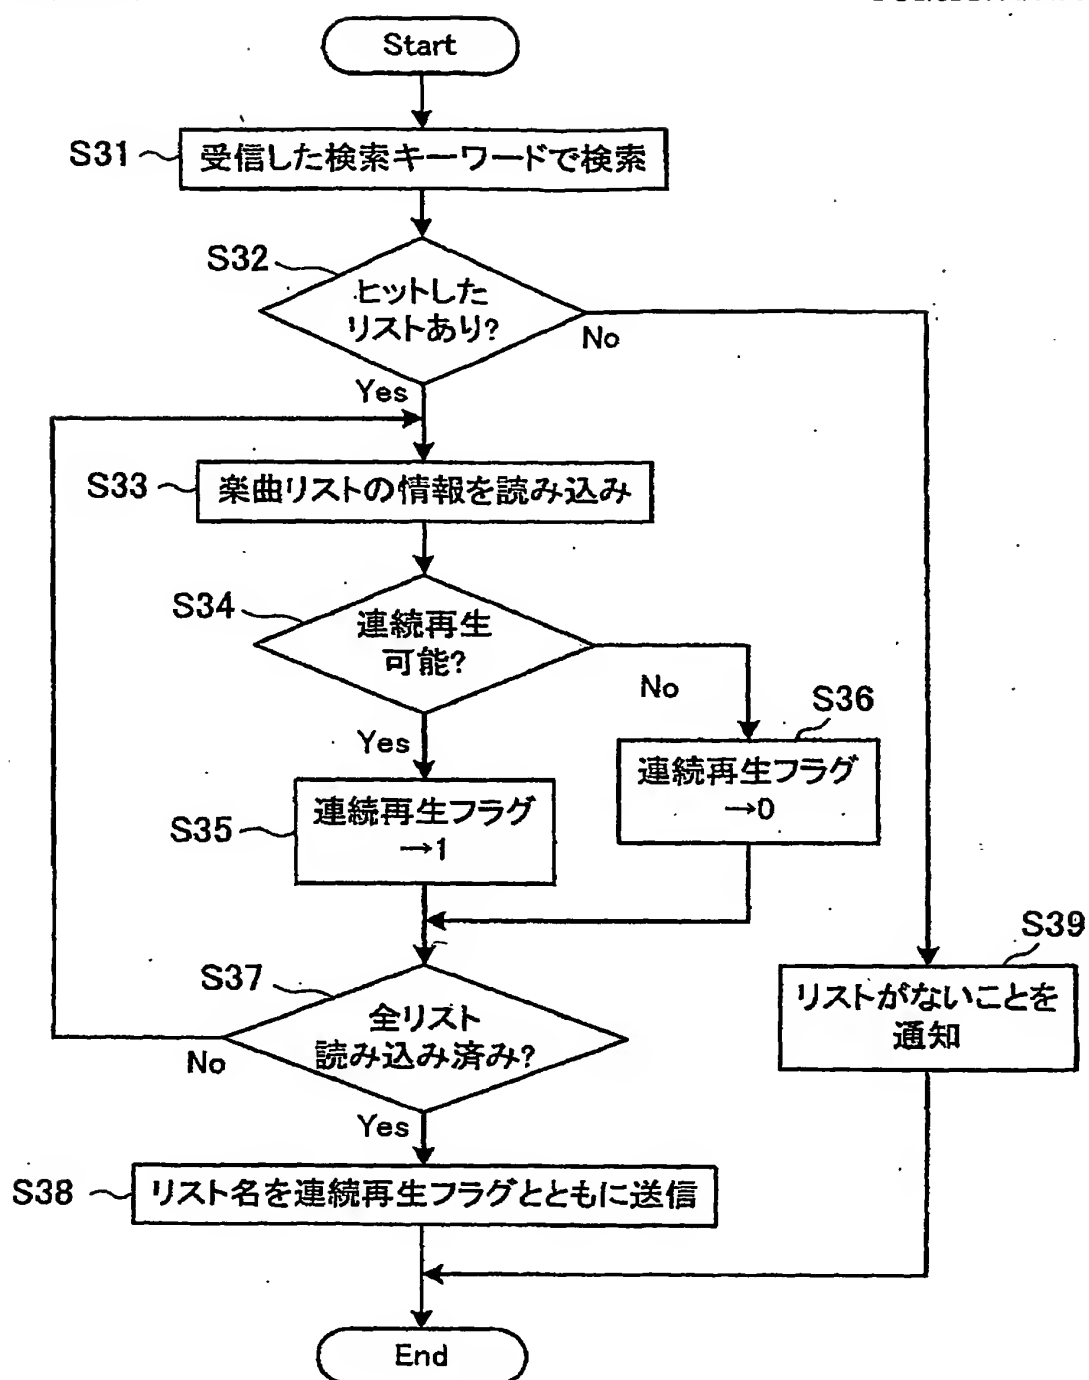 Start
S31
受信した検索キーワードで検索
S32
ヒットした
リストあり?
No
Yes
S33
楽曲リストの情報を読み込み
S34
連続再生
可能?
No
Yes
S36
連続再生フラグ
→0
S35
連続再生フラグ
→1
S37
全リスト
読み込み済み?
No
Yes
S39
リストがないことを
通知
S38
リスト名を連続再生フラグとともに送信
End